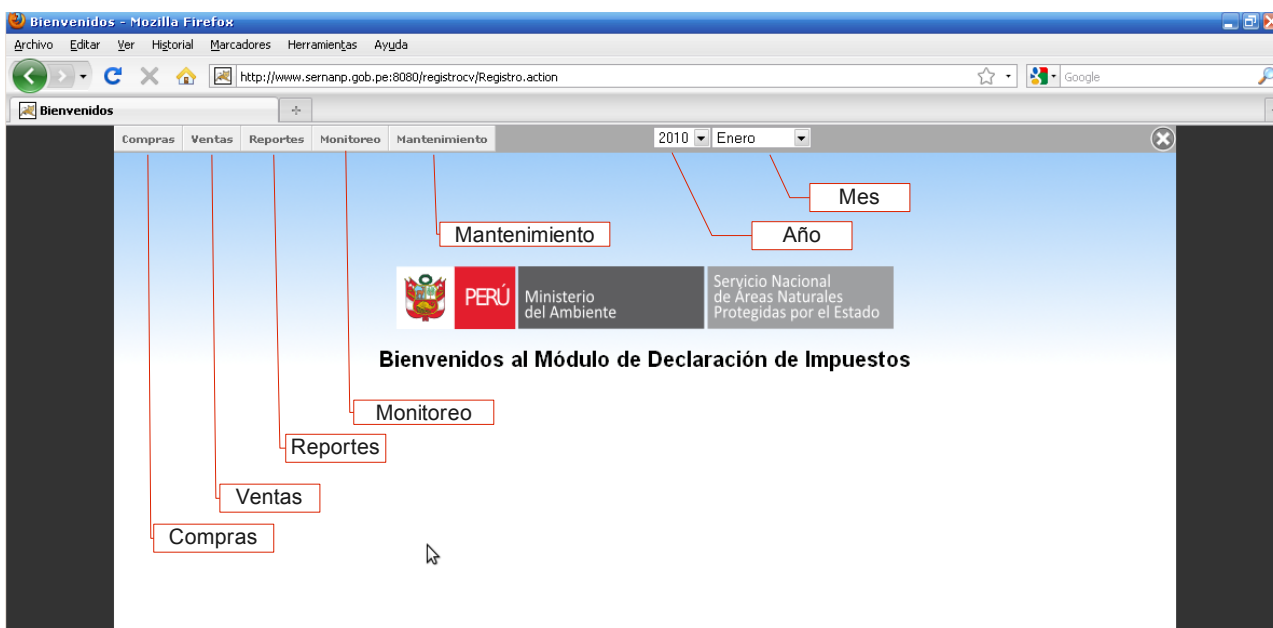 Bienvenidos - Mozilla Firefox
Archivo Editar Ver Historial Marcadores Herramientas Ayuda
http://www.sernanp.gob.pe:8080/registrocv/Registro.action
Google
Bienvenidos
Compras Ventas Reportes Monitoreo Mantenimiento 2010 Enero
Mes
Mantenimiento
Año
PERÚ
Ministerio
del Ambiente
Servicio Nacional
de Áreas Naturales
Protegidas por el Estado
Bienvenidos al Módulo de Declaración de Impuestos
Monitoreo
Reportes
Ventas
Compras